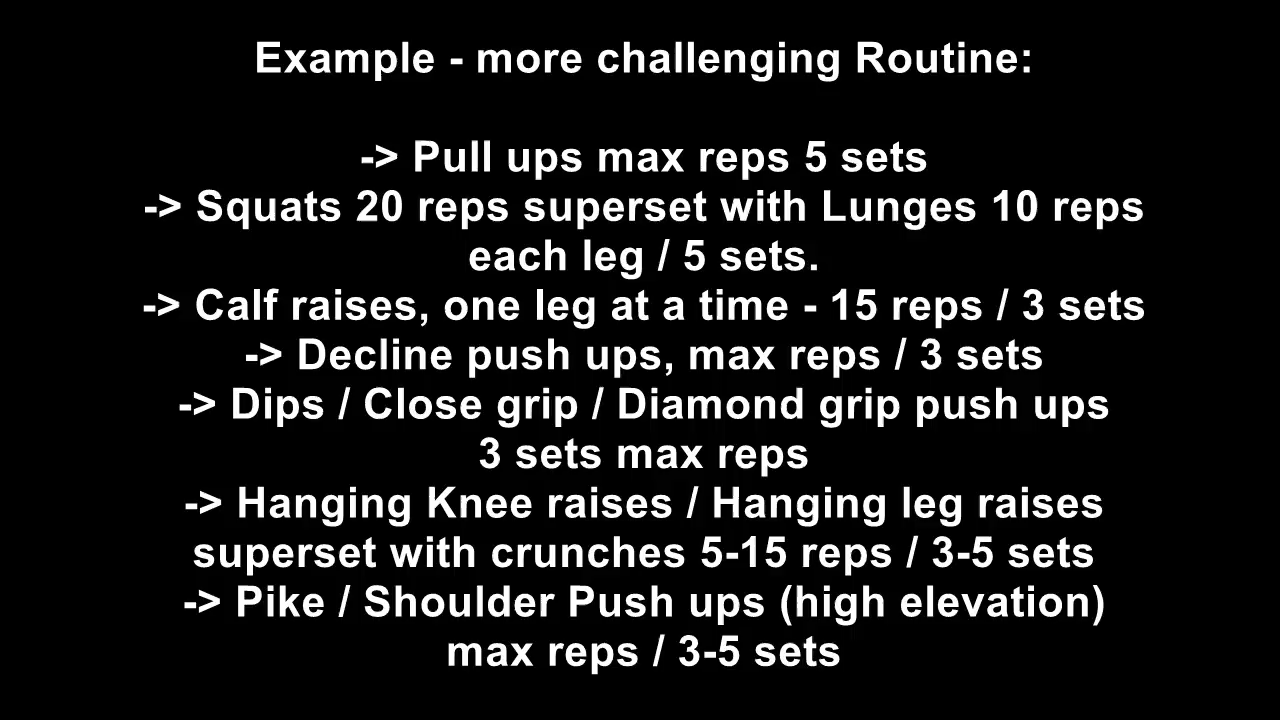 Example - more challenging Routine:
-> Pull ups max reps 5 sets
-> Squats 20 reps superset with Lunges 10 reps
each leg / 5 sets.
-> Calf raises, one leg at a time - 15 reps / 3 sets
-> Decline push ups, max reps / 3 sets
-> Dips / Close grip / Diamond grip push ups
3 sets max reps
-> Hanging Knee raises / Hanging leg raises
superset with crunches 5-15 reps / 3-5 sets
-> Pike / Shoulder Push ups (high elevation)
max reps / 3-5 sets